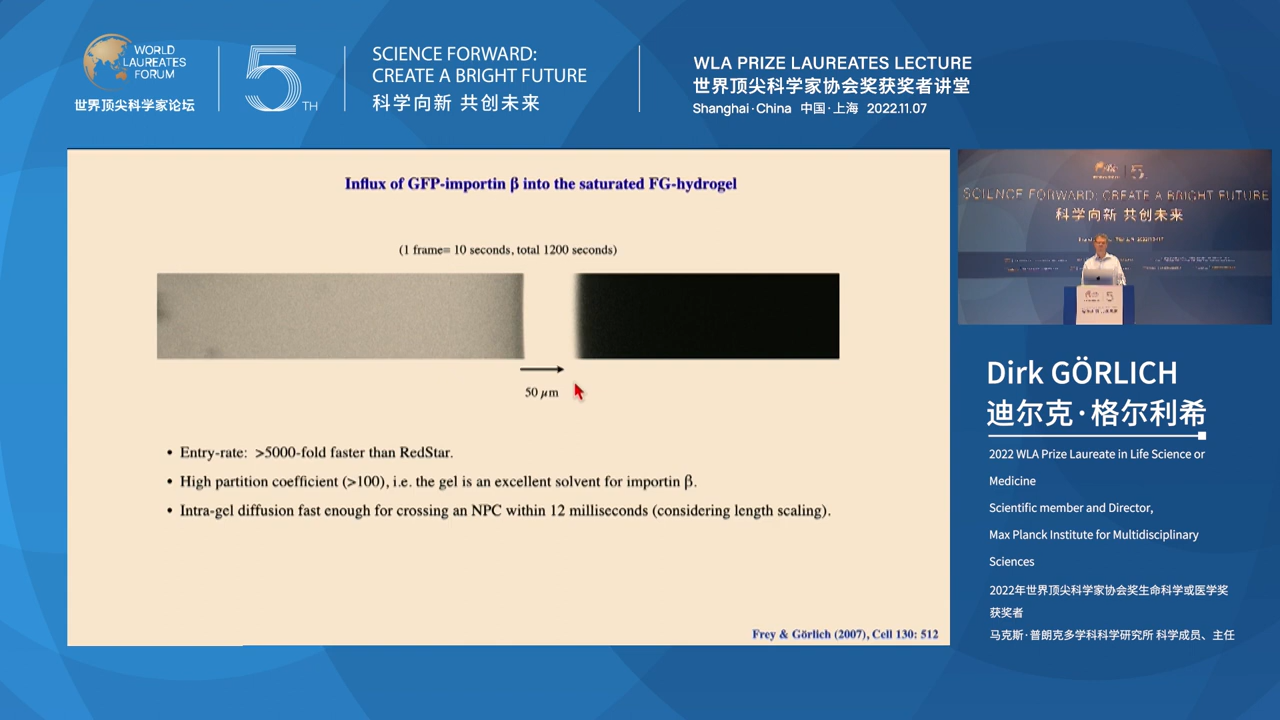 WORLD
LAUREATES
FORUM
世界顶尖科学家论坛
5TH
SCIENCE FORWARD:
CREATE A BRIGHT FUTURE
科学向新 共创未来
WLA PRIZE LAUREATES LECTURE
世界顶尖科学家协会奖获奖者讲堂
Shanghai·China 中国·上海 2022.11.07
Influx of GFP-importin β into the saturated FG-hydrogel
(1 frame= 10 seconds, total 1200 seconds)
50 μm
• Entry-rate: >5000-fold faster than RedStar.
• High partition coefficient (>100), i.e. the gel is an excellent solvent for importin β.
• Intra-gel diffusion fast enough for crossing an NPC within 12 milliseconds (considering length scaling).
Frey & Görlich (2007), Cell 130: 512
5
SCIENCE FORWARD: CREATE A BRIGHT FUTURE
科学向新 共创未来
Dirk GÖRLICH
迪尔克·格尔利希
2022 WLA Prize Laureate in Life Science or
Medicine
Scientific member and Director,
Max Planck Institute for Multidisciplinary
Sciences
2022年世界顶尖科学家协会奖生命科学或医学奖
获奖者
马克斯·普朗克多学科科学研究所 科学成员、主任